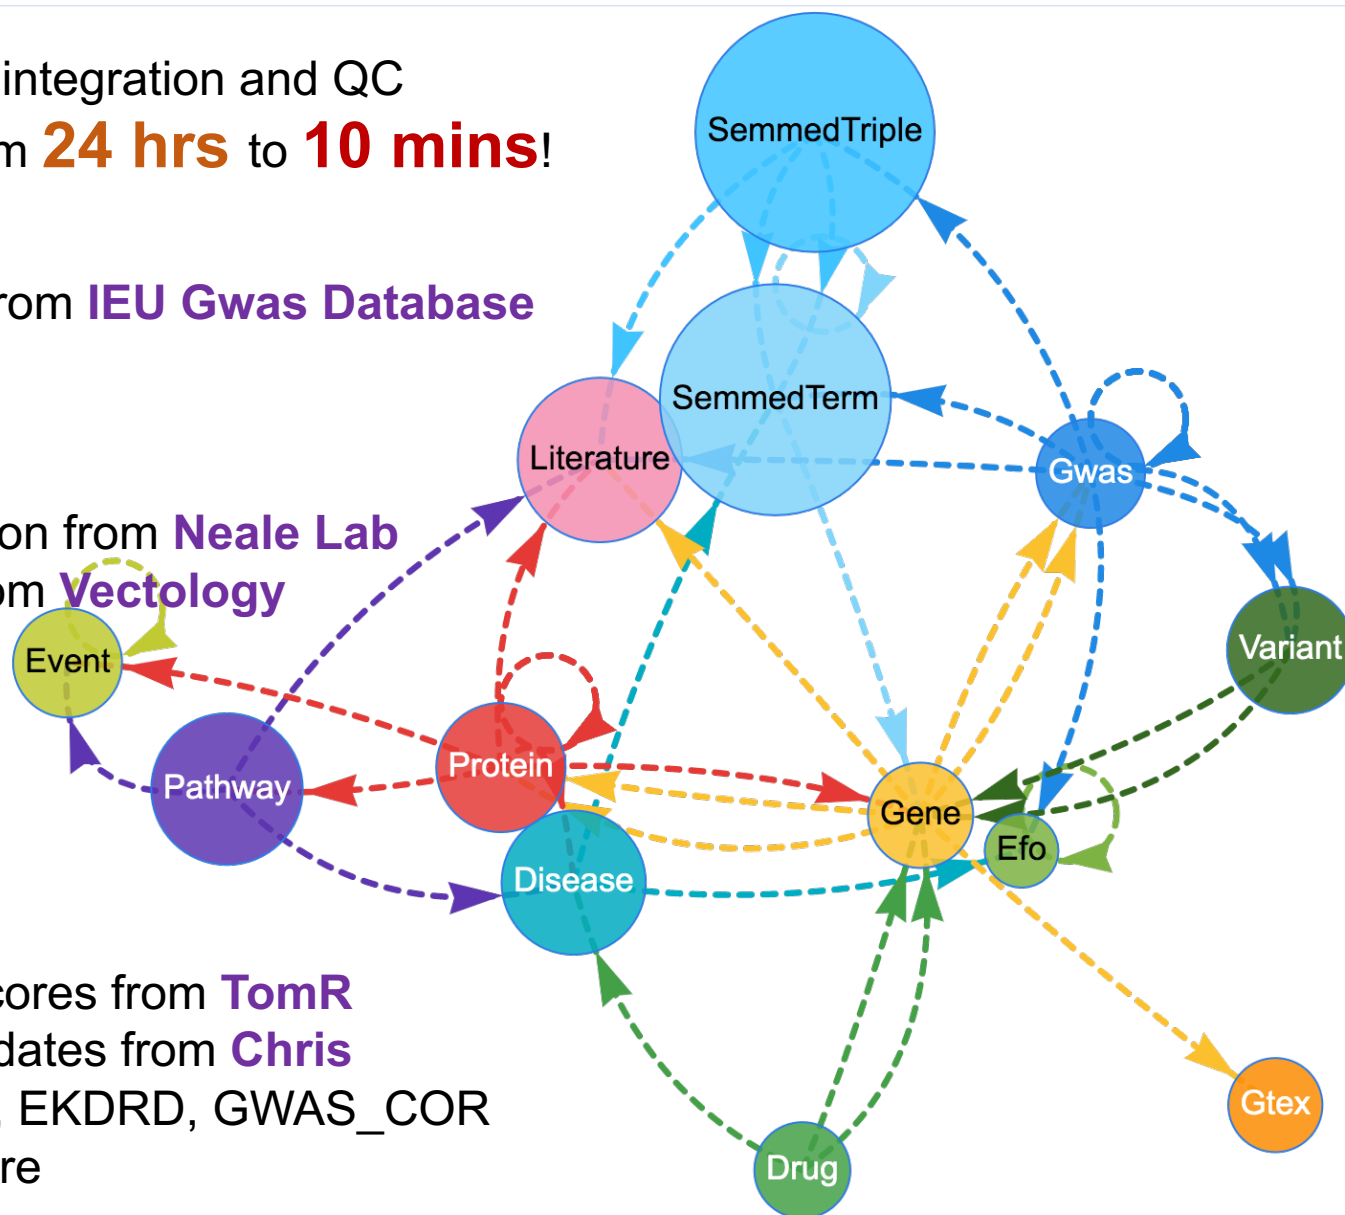 integration and QC
m 24 hrs to 10 mins!
rom IEU Gwas Database
on from Neale Lab
om Vectology
cores from TomR
dates from Chris
, EKDRD, GWAS_COR
re
SemmedTriple
SemmedTerm
Literature
Gwas
Variant
Event
Protein
Pathway
Gene
Efo
Disease
Gtex
Drug